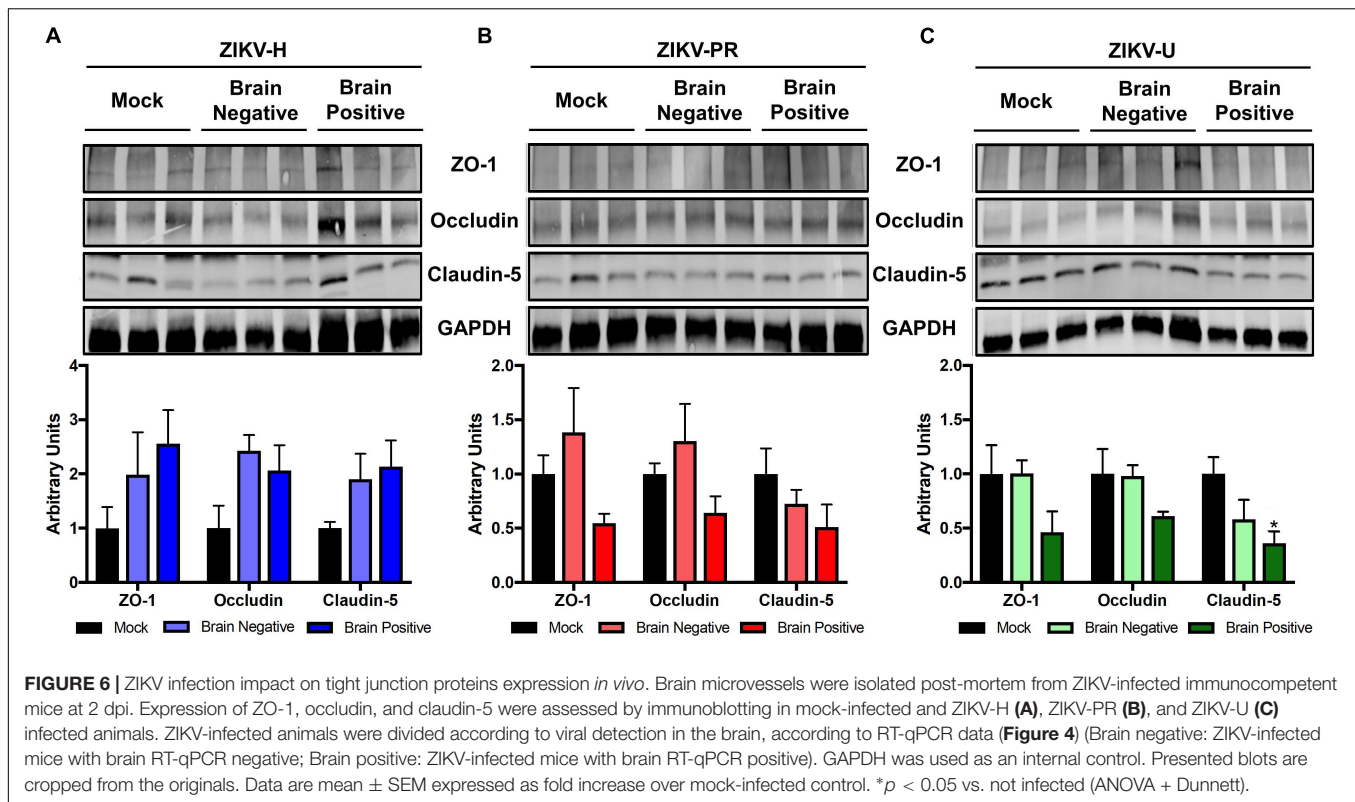 A
ZIKV-H
Mock
Brain Negative
Brain Positive
B
ZIKV-PR
Mock
Brain Negative
Brain Positive
C
ZIKV-U
Mock
Brain Negative
Brain Positive
ZO-1
Occludin
Claudin-5
GAPDH
ZO-1
Occludin
Claudin-5
GAPDH
Arbitrary Units
4
3
2
1
0
ZO-1
Occludin
Claudin-5
Mock
Brain Negative
Brain Positive
Arbitrary Units
2.0
1.5
1.0
0.5
0.0
ZO-1
Occludin
Claudin-5
Mock
Brain Negative
Brain Positive
Arbitrary Units
2.0
1.5
1.0
0.5
0.0
*
ZO-1
Occludin
Claudin-5
Mock
Brain Negative
Brain Positive
FIGURE 6 | ZIKV infection impact on tight junction proteins expression in vivo. Brain microvessels were isolated post-mortem from ZIKV-infected immunocompetent
mice at 2 dpi. Expression of ZO-1, occludin, and claudin-5 were assessed by immunoblotting in mock-infected and ZIKV-H (A), ZIKV-PR (B), and ZIKV-U (C)
infected animals. ZIKV-infected animals were divided according to viral detection in the brain, according to RT-qPCR data (Figure 4) (Brain negative: ZIKV-infected
mice with brain RT-qPCR negative; Brain positive: ZIKV-infected mice with brain RT-qPCR positive). GAPDH was used as an internal control. Presented blots are
cropped from the originals. Data are mean ± SEM expressed as fold increase over mock-infected control. *p < 0.05 vs. not infected (ANOVA + Dunnett).